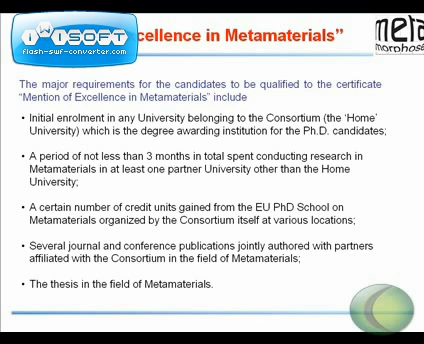 iWiSOFT
flash-swf-converter.com
cellence in Metamaterials”
meta
morphose
The major requirements for the candidates to be qualified to the certificate
“Mention of Excellence in Metamaterials” include
• Initial enrolment in any University belonging to the Consortium (the ‘Home’
University) which is the degree awarding institution for the Ph.D. candidates;
• A period of not less than 3 months in total spent conducting research in
Metamaterials in at least one partner University other than the Home
University;
• A certain number of credit units gained from the EU PhD School on
Metamaterials organized by the Consortium itself at various locations;
• Several journal and conference publications jointly authored with partners
affiliated with the Consortium in the field of Metamaterials;
• The thesis in the field of Metamaterials.